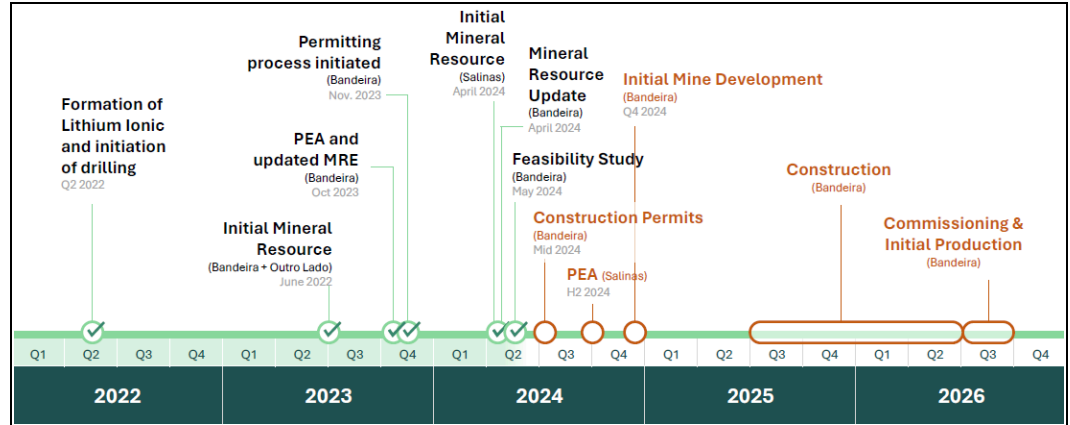 Formation of
Lithium Ionic
and initiation
of drilling
Q2 2022
Initial Mineral
Resource
(Bandeira + Outro Lado)
June 2022
PEA and
updated MRE
(Bandeira)
Oct 2023
Permitting
process initiated
(Bandeira)
Nov. 2023
Initial
Mineral
Resource
(Salinas)
April 2024
Mineral
Resource
Update
(Bandeira)
April 2024
Feasibility Study
(Bandeira)
May 2024
Construction Permits
(Bandeira)
Mid 2024
PEA (Salinas)
H2 2024
Initial Mine Development
(Bandeira)
Q4 2024
Construction
(Bandeira)
Commissioning &
Initial Production
(Bandeira)
Q1 Q2 Q3 Q4 Q1 Q2 Q3 Q4 Q1 Q2 Q3 Q4 Q1 Q2 Q3 Q4 Q1 Q2 Q3 Q4
2022 2023 2024 2025 2026